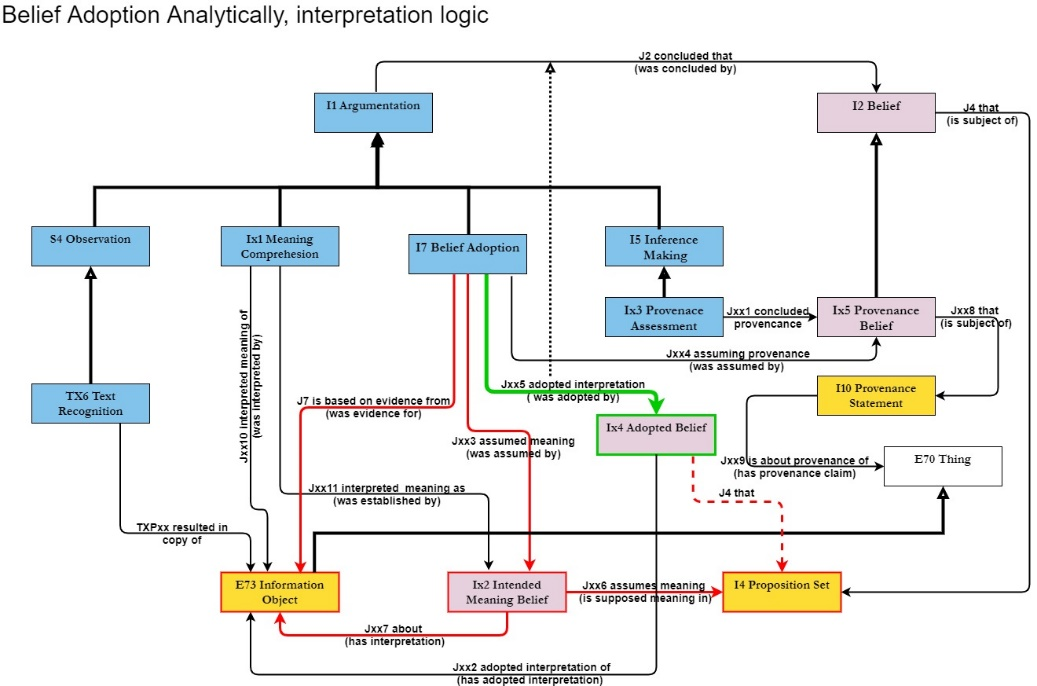 Belief Adoption Analytically, interpretation logic
J2 concluded that
(was concluded by)
I1 Argumentation
I2 Belief
J4 that
(is subject of)
S4 Observation
Ix1 Meaning
Comprehesion
I7 Belief Adoption
I5 Inference
Making
Ix3 Provenace
Assessment
Jxx1 concluded
provencance
Ix5 Provenance
Belief
Jxx8 that
(is subject of)
Jxx4 assuming provenance
(was assumed by)
TX6 Text
Recognition
Jxx10 interpreted meaning of
(was interpreted by)
J7 is based on evidence from
(was evidence for)
Jxx5 adopted interpretation
( was adopted by)
I10 Provenance
Statement
Ix4 Adopted Belief
Jxx3 assumed meaning
(was assumed by)
Jxx9 is about provenance of
(has provenance claim)
E70 Thing
Jxx11 interpreted  meaning as
(was established by)
J4 that
TXPxx resulted in
copy of
E73 Information
Object
Ix2 Intended
Meaning Belief
Jxx6 assumes meaning
(is supposed meaning in)
I4 Proposition Set
Jxx7 about
(has interpretation)
Jxx2 adopted interpretation of
(has adopted interpretation)